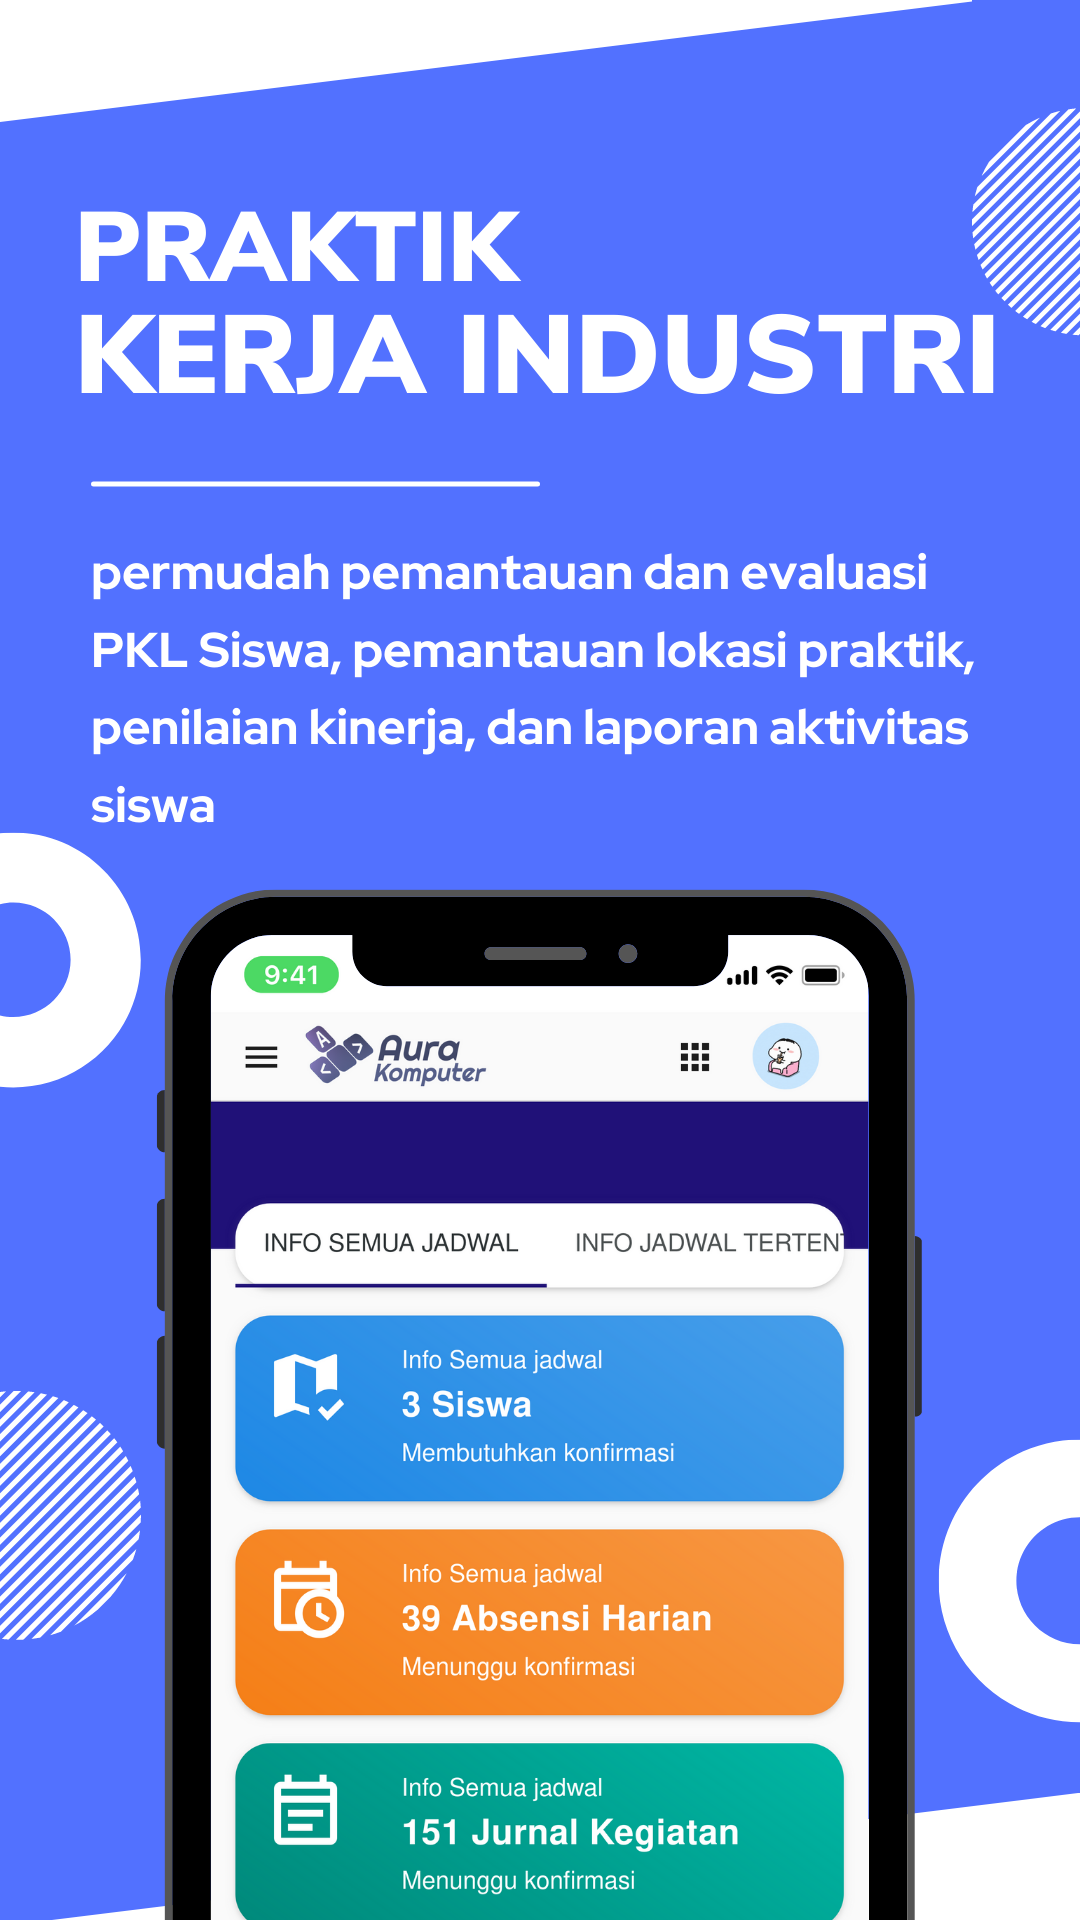 PRAKTIK
KERJA INDUSTRI
permudah pemantauan dan evaluasi
PKL Siswa, pemantauan lokasi praktik,
penilaian kinerja, dan laporan aktivitas
siswa
9:41
A
Aura
Komputer
INFO SEMUA JADWAL
INFO JADWAL TERTENT
Info Semua jadwal
3 Siswa
Membutuhkan konfirmasi
Info Semua jadwal
39 Absensi Harian
Menunggu konfirmasi
Info Semua jadwal
151 Jurnal Kegiatan
Menunggu konfirmasi